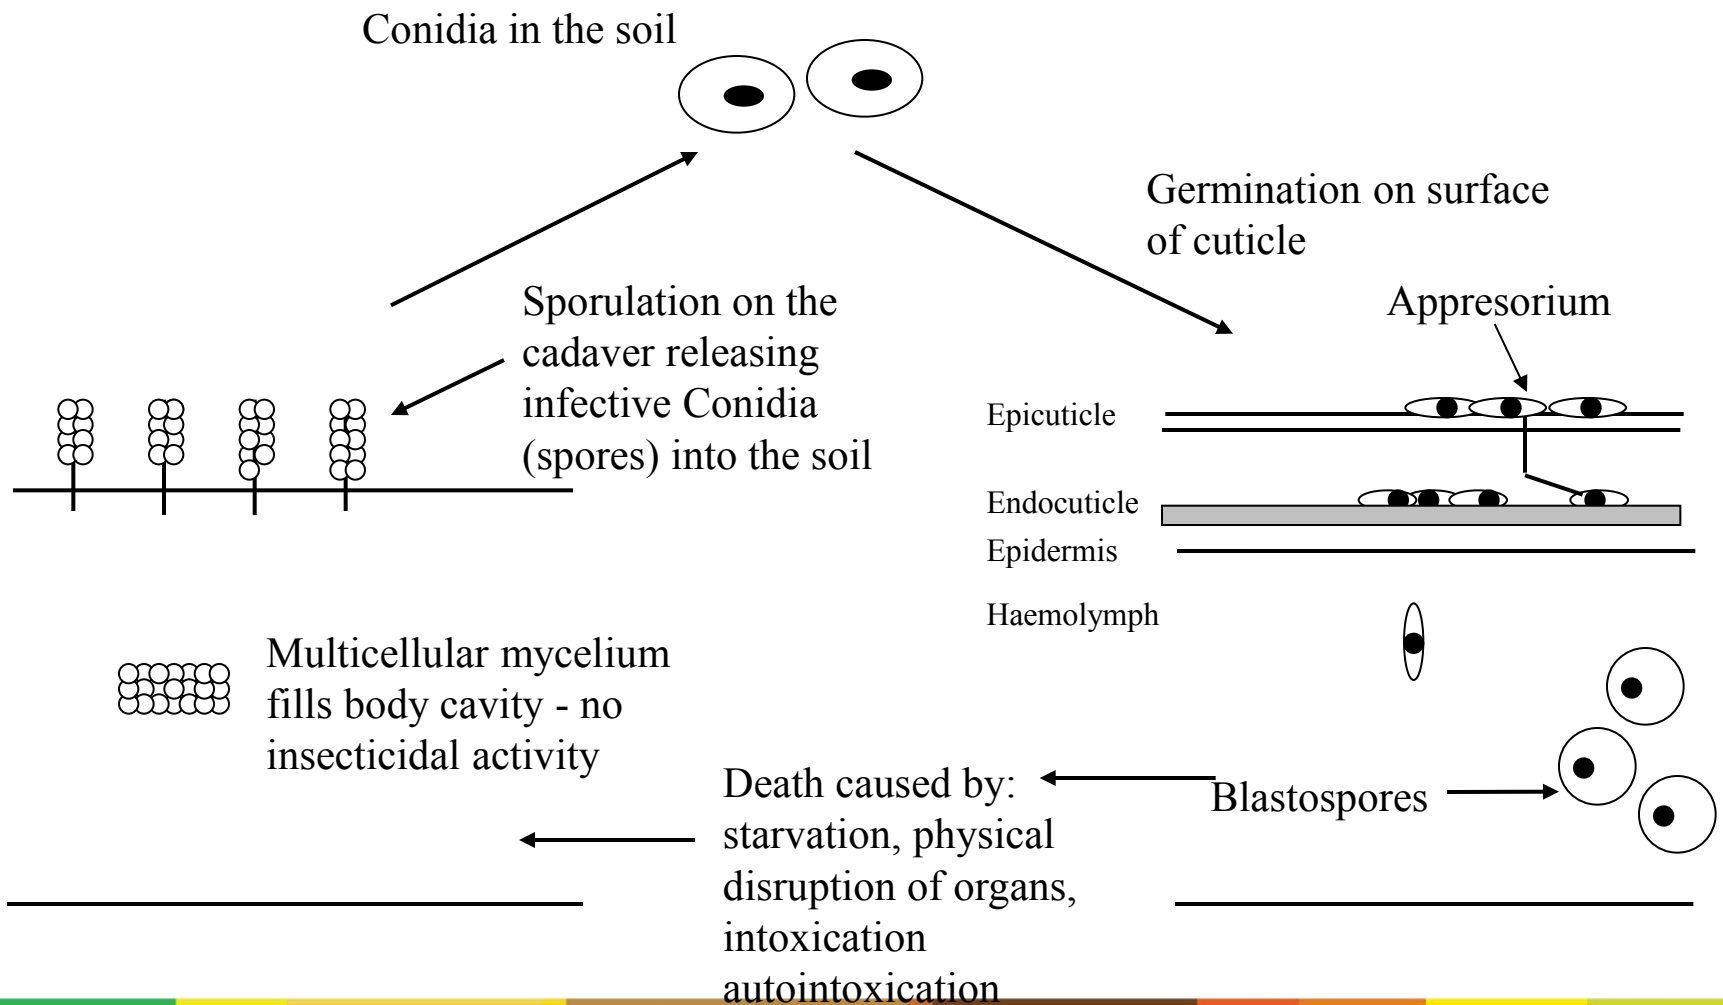 Conidia in the soil
Germination on surface
of cuticle
Appresorium
Sporulation on the
cadaver releasing
infective Conidia
(spores) into the soil
Epicuticle
Endocuticle
Epidermis
Haemolymph
Multicellular mycelium
fills body cavity - no
insecticidal activity
Blastospores
Death caused by:
starvation, physical
disruption of organs,
intoxication
autointoxication